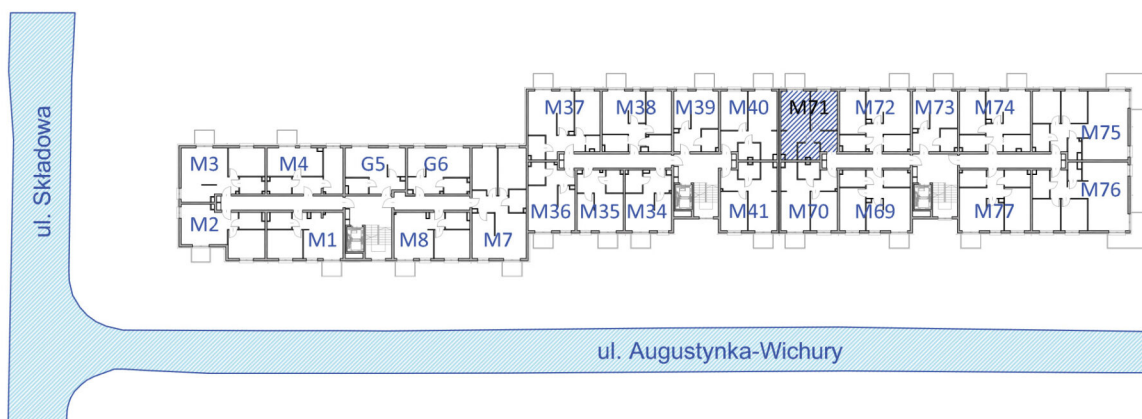 ul. Składowa
M37
M38
M39
M40
M71
M72
M73
M74
M75
M3
M4
G5
G6
M36
M35
M34
M41
M70
M69
M77
M76
M2
M1
M8
M7
ul. Augustynka-Wichury